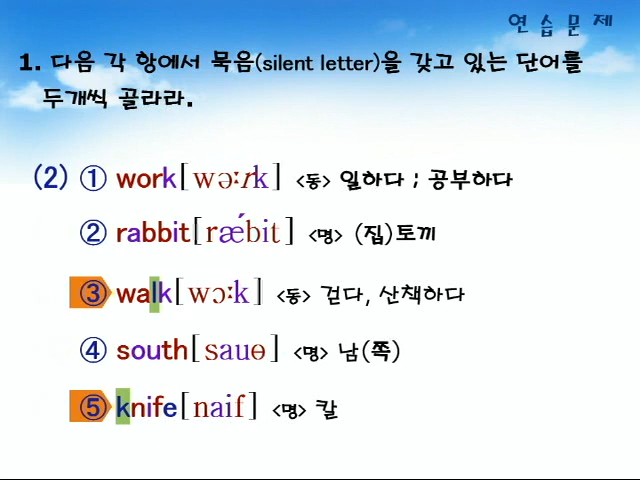 연습문제
1. 다음 각 항에서 묵음(silent letter)을 갖고 있는 단어를
두개씩 골라라.
(2) ① work[wəːrk] <동> 일하다 ; 공부하다
② rabbit[rǽbit] <명> (집)토끼
③ walk[wɔːk] <동> 걷다, 산책하다
④ south[sauɵ] <명> 남(쪽)
⑤ knife[naif] <명> 칼